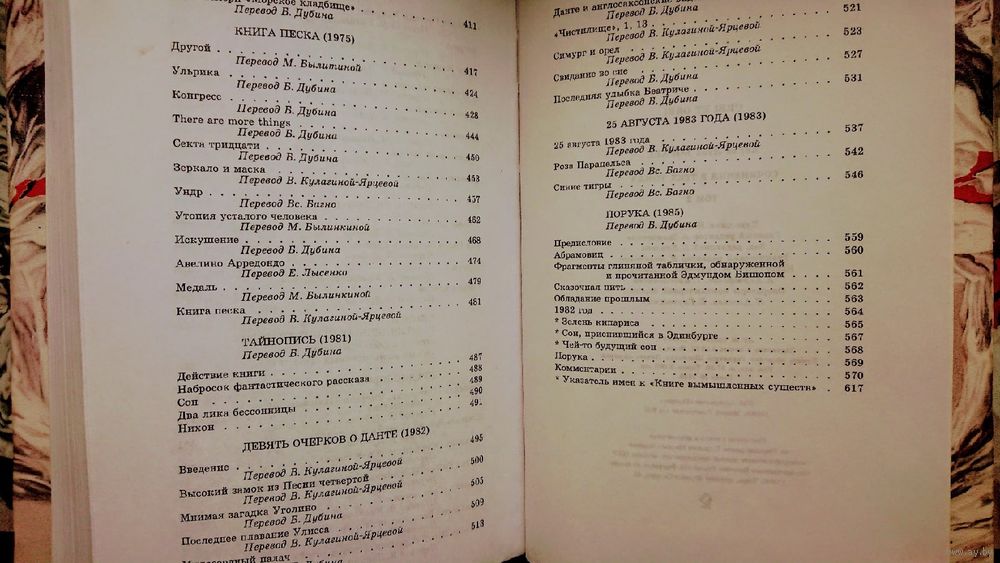 кладбище»
Перевод В. Дубина 411
КНИГА ПЕСКА (1975)
Другой 417
Перевод М. Былинкиной
Ульрика 424
Перевод Б. Дубина
Конгресс 428
Перевод В. Дубина
There are more things 444
Перевод Б. Дубина
Секта тридцати 450
Перевод В. Дубина
Зеркало и маска 453
Перевод В. Кулагиной-Ярцевой
Ундр 457
Перевод Вс. Багно
Утопия усталого человека 462
Перевод М. Былинкиной
Искушение 468
Перевод Б. Дубина
Авелино Арредондо 474
Перевод Е. Лысенко
Медаль 479
Перевод М. Былинкиной
Книга песка 481
Перевод В. Кулагиной-Ярцевой
ТАЙНОПИСЬ (1981)
Перевод В. Дубина
Действие книги 487
Набросок фантастического рассказа 488
Сон 489
Два лика бессонницы 490
Нихон 491
ДЕВЯТЬ ОЧЕРКОВ О ДАНТЕ (1982)
Введение 495
Перевод В. Кулагиной-Ярцевой
Высокий замок из Песни четвертой 500
Перевод В. Кулагиной-Ярцевой
Мнимая загадка Уголино 505
Перевод Б. Дубина
Последнее плавание Улисса 509
Перевод В. Кулагиной-Ярцевой
палач 513
Перевод В. Дубина
Данте и англосаксонские 521
Перевод В. Дубина
«Чистилище», 1, 13 523
Перевод В. Кулагиной-Ярцевой
Симург и орел 527
Перевод В. Кулагиной-Ярцевой
Свидание во сне 531
Перевод В. Дубина
Последняя улыбка Беатриче
Перевод В. Дубина
25 АВГУСТА 1983 ГОДА (1983)
25 августа 1983 года 537
Перевод В. Кулагиной-Ярцевой
Роза Парацельса 542
Перевод Вс. Багно
Синие тигры 546
Перевод Вс. Багно
ПОРУКА (1985)
Перевод В. Дубина
Предисловие 559
Абрамовиц 560
Фрагменты глиняной таблички, обнаруженной
и прочитанной Эдмундом Бишопом 561
Сказочная нить 562
Обладание прошлым 563
1982 год 564
* Зелень кипариса 565
* Сон, приснившийся в Эдинбурге 567
* Чей-то будущий сон 568
Порука 569
Комментарии 570
* Указатель имен к «Книге вымышленных существ» 617
www.ay.by